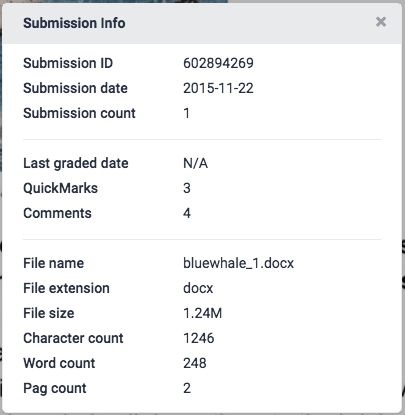 Submission Info ×
Submission ID 602894269
Submission date 2015-11-22
Submission count 1
Last graded date N/A
QuickMarks 3
Comments 4
File name bluewhale_1.docx
File extension docx
File size 1.24M
Character count 1246
Word count 248
Pag count 2